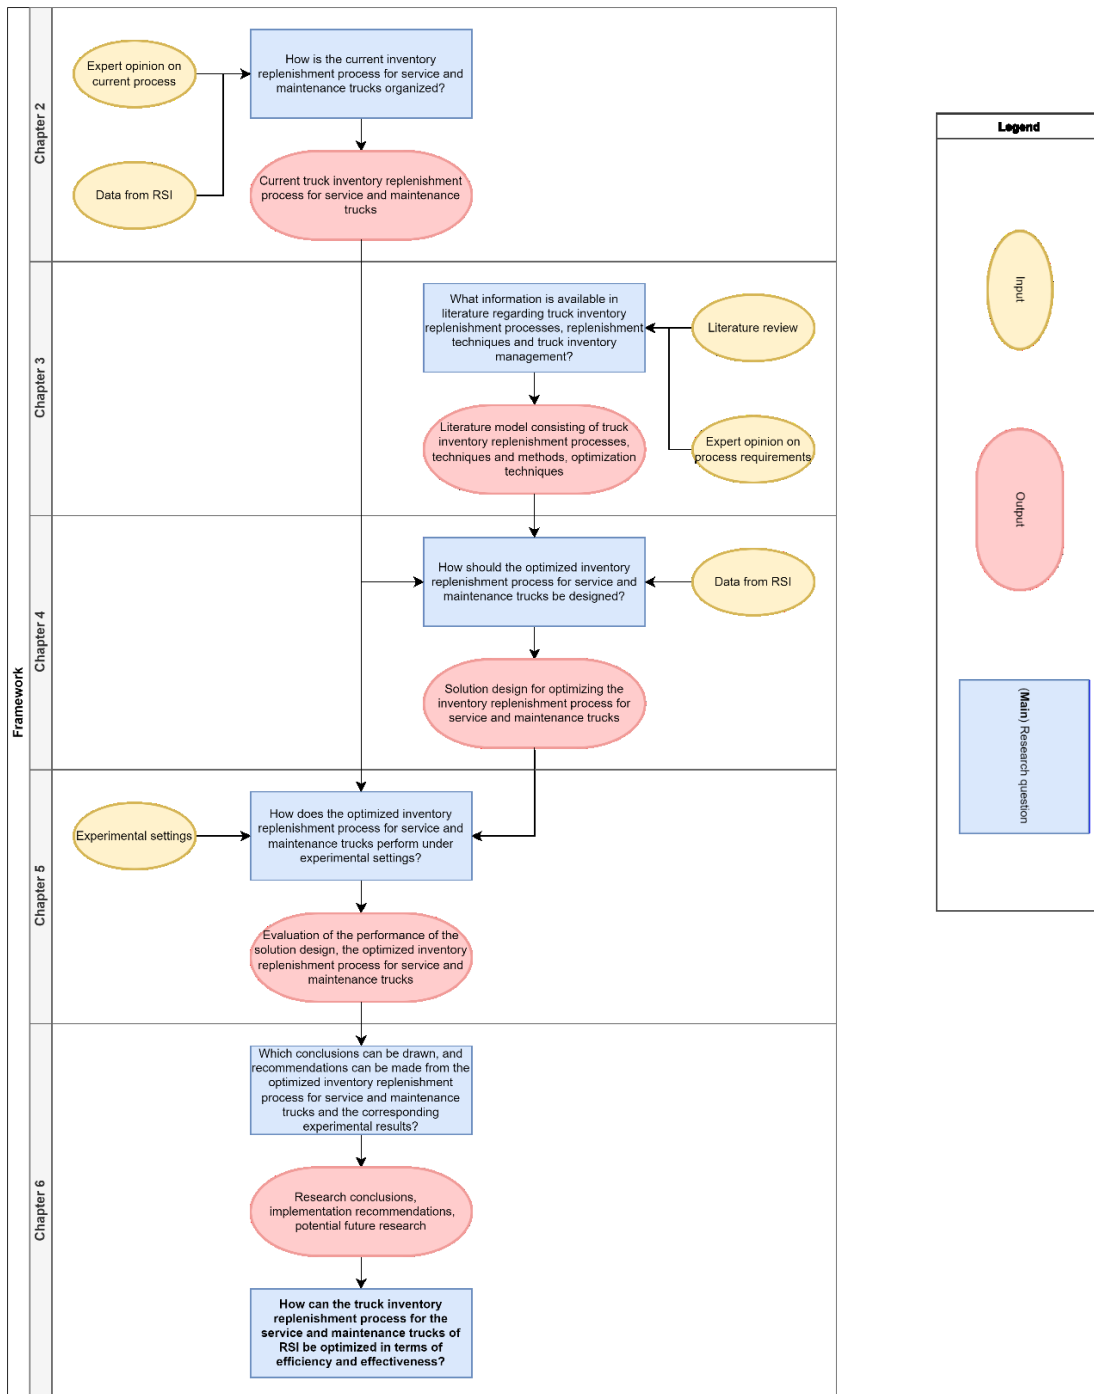 Framework
Chapter 2
Expert opinion on
current process
Data from RSI
How is the current inventory
replenishment process for service and
maintenance trucks organized?
Current truck inventory replenishment
process for service and maintenance
trucks
Chapter 3
What information is available in
literature regarding truck inventory
replenishment processes, replenishment
techniques and truck inventory
management?
Literature review
Literature model consisting of truck
inventory replenishment processes,
techniques and methods, optimization
techniques
Expert opinion on
process requirements
Chapter 4
How should the optimized inventory
replenishment process for service and
maintenance trucks be designed?
Data from RSI
Solution design for optimizing the
inventory replenishment process for
service and maintenance trucks
Chapter 5
Experimental settings
How does the optimized inventory
replenishment process for service and
maintenance trucks perform under
experimental settings?
Evaluation of the performance of the
solution design, the optimized inventory
replenishment process for service and
maintenance trucks
Chapter 6
Which conclusions can be drawn, and
recommendations can be made from the
optimized inventory replenishment
process for service and maintenance
trucks and the corresponding
experimental results?
Research conclusions,
implementation recommendations,
potential future research
How can the truck inventory
replenishment process for the
service and maintenance trucks of
RSI be optimized in terms of
efficiency and effectiveness?
Legend
Input
Output
(Main) Research question